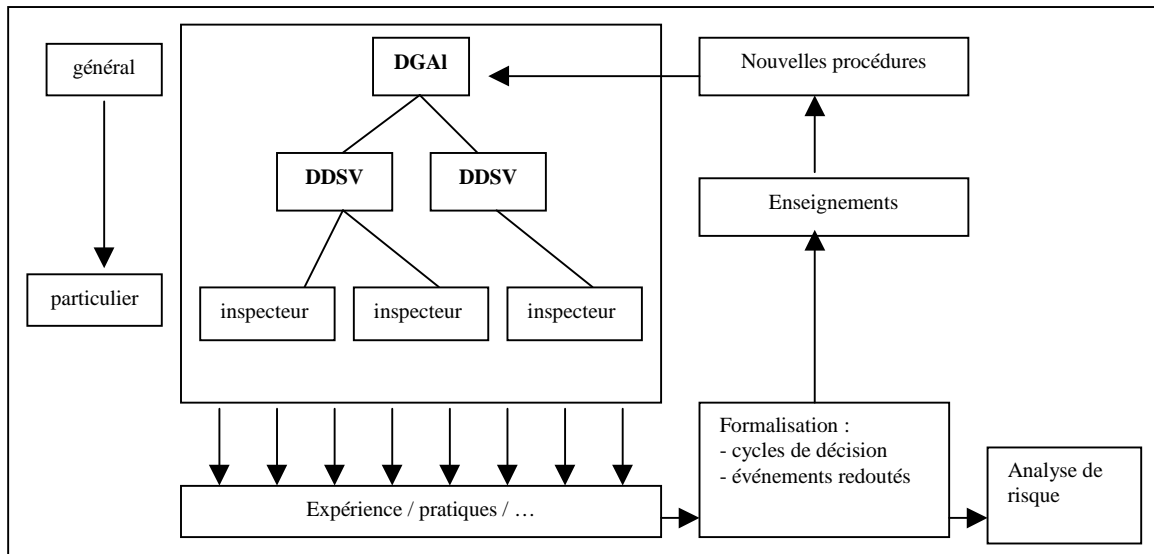 général
DGAl
Nouvelles procédures
DDSV
DDSV
Enseignements
particulier
inspecteur
inspecteur
inspecteur
Formalisation :
- cycles de décision
- événements redoutés
Analyse de
risque
Expérience / pratiques / …